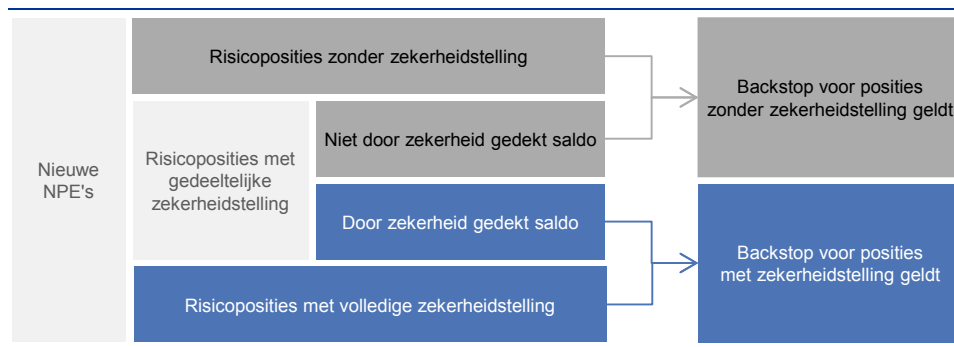 Nieuwe
NPE's
Risicoposities zonder zekerheidstelling
Risicoposities met
gedeeltelijke
zekerheidstelling
Niet door zekerheid gedekt saldo
Door zekerheid gedekt saldo
Risicoposities met volledige zekerheidstelling
Backstop voor posities
zonder zekerheidstelling geldt
Backstop voor posities
met zekerheidstelling geldt